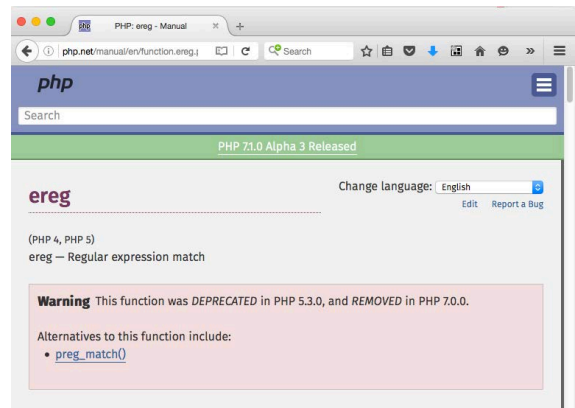 php
PHP: ereg - Manual
×
+
php.net/manual/en/function.ereg.p
Search
php
Search
PHP 7.1.0 Alpha 3 Released
ereg
Change language: English
Edit Report a Bug
(PHP 4, PHP 5)
ereg — Regular expression match
Warning This function was DEPRECATED in PHP 5.3.0, and REMOVED in PHP 7.0.0.
Alternatives to this function include:
• preg_match()